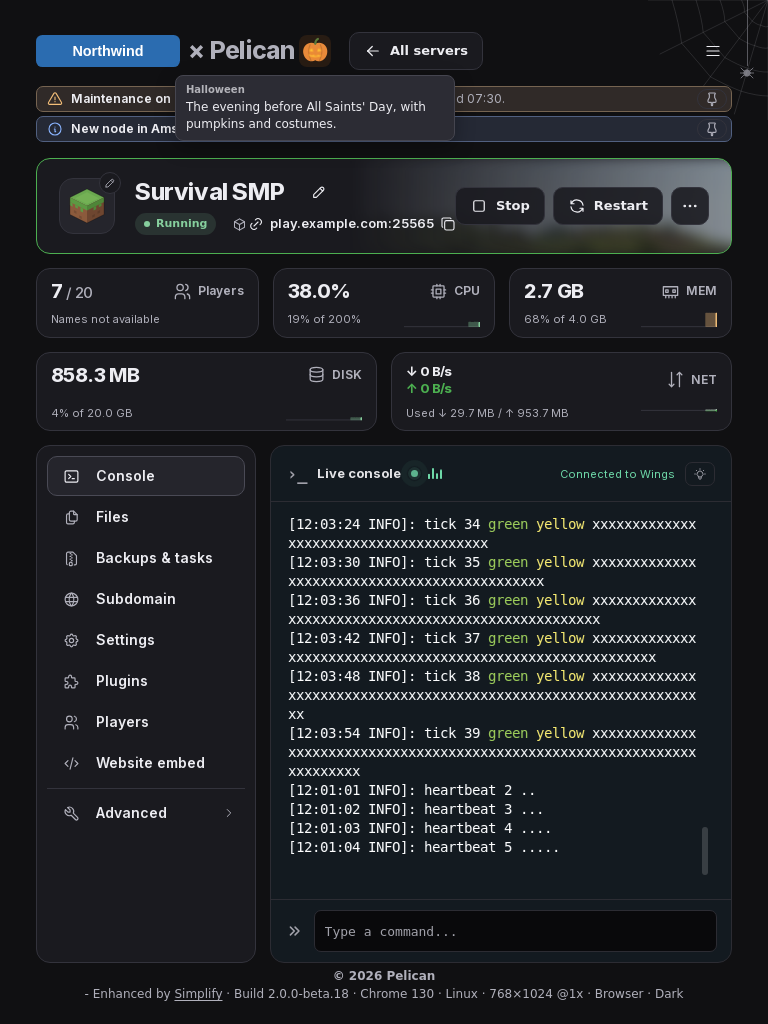 Northwind × Pelican All servers
Halloween
The evening before All Saints' Day, with
pumpkins and costumes.
Maintenance on d 07:30.
New node in Ams
Survival SMP
Running play.example.com:25565
Stop Restart
7 / 20 Players
Names not available
38.0% CPU
19% of 200%
2.7 GB MEM
68% of 4.0 GB
858.3 MB DISK
4% of 20.0 GB
↓ 0 B/s
↑ 0 B/s
NET
Used ↓ 29.7 MB / ↑ 953.7 MB
Console
Files
Backups & tasks
Subdomain
Settings
Plugins
Players
Website embed
Advanced
Live console Connected to Wings
[12:03:24 INFO]: tick 34 green yellow xxxxxxxxxxxxx
xxxxxxxxxxxxxxxxxxxxxxxxx
[12:03:30 INFO]: tick 35 green yellow xxxxxxxxxxxxx
xxxxxxxxxxxxxxxxxxxxxxxxxxxxxxxx
[12:03:36 INFO]: tick 36 green yellow xxxxxxxxxxxxx
xxxxxxxxxxxxxxxxxxxxxxxxxxxxxxxxxxxxxxx
[12:03:42 INFO]: tick 37 green yellow xxxxxxxxxxxxx
xxxxxxxxxxxxxxxxxxxxxxxxxxxxxxxxxxxxxxxxxxxxxx
[12:03:48 INFO]: tick 38 green yellow xxxxxxxxxxxxx
xxxxxxxxxxxxxxxxxxxxxxxxxxxxxxxxxxxxxxxxxxxxxxxxxxx
xx
[12:03:54 INFO]: tick 39 green yellow xxxxxxxxxxxxx
xxxxxxxxxxxxxxxxxxxxxxxxxxxxxxxxxxxxxxxxxxxxxxxxxxx
xxxxxxxxx
[12:01:01 INFO]: heartbeat 2 ..
[12:01:02 INFO]: heartbeat 3 ...
[12:01:03 INFO]: heartbeat 4 ....
[12:01:04 INFO]: heartbeat 5 .....
Type a command...
© 2026 Pelican
- Enhanced by Simplify · Build 2.0.0-beta.18 · Chrome 130 · Linux · 768×1024 @1x · Browser · Dark